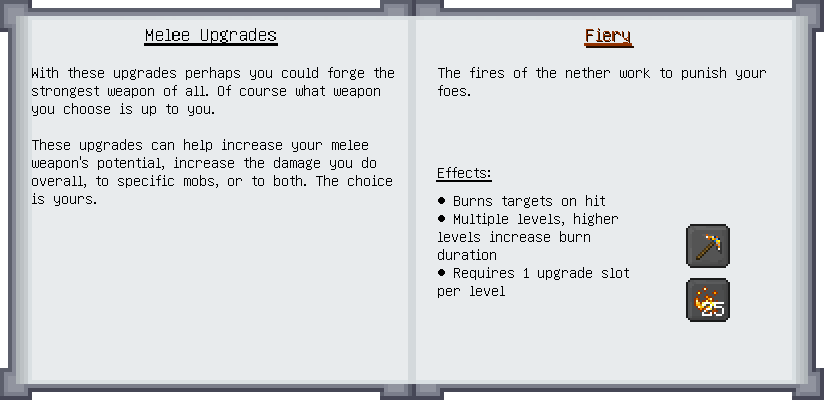 Melee Upgrades
With these upgrades perhaps you could forge the
strongest weapon of all. Of course what weapon
you choose is up to you.
These upgrades can help increase your melee
weapon's potential, increase the damage you do
overall, to specific mobs, or to both. The choice
is yours.
Fiery
The fires of the nether work to punish your
foes.
Effects:
• Burns targets on hit
• Multiple levels, higher
levels increase burn
duration
• Requires 1 upgrade slot
per level
25